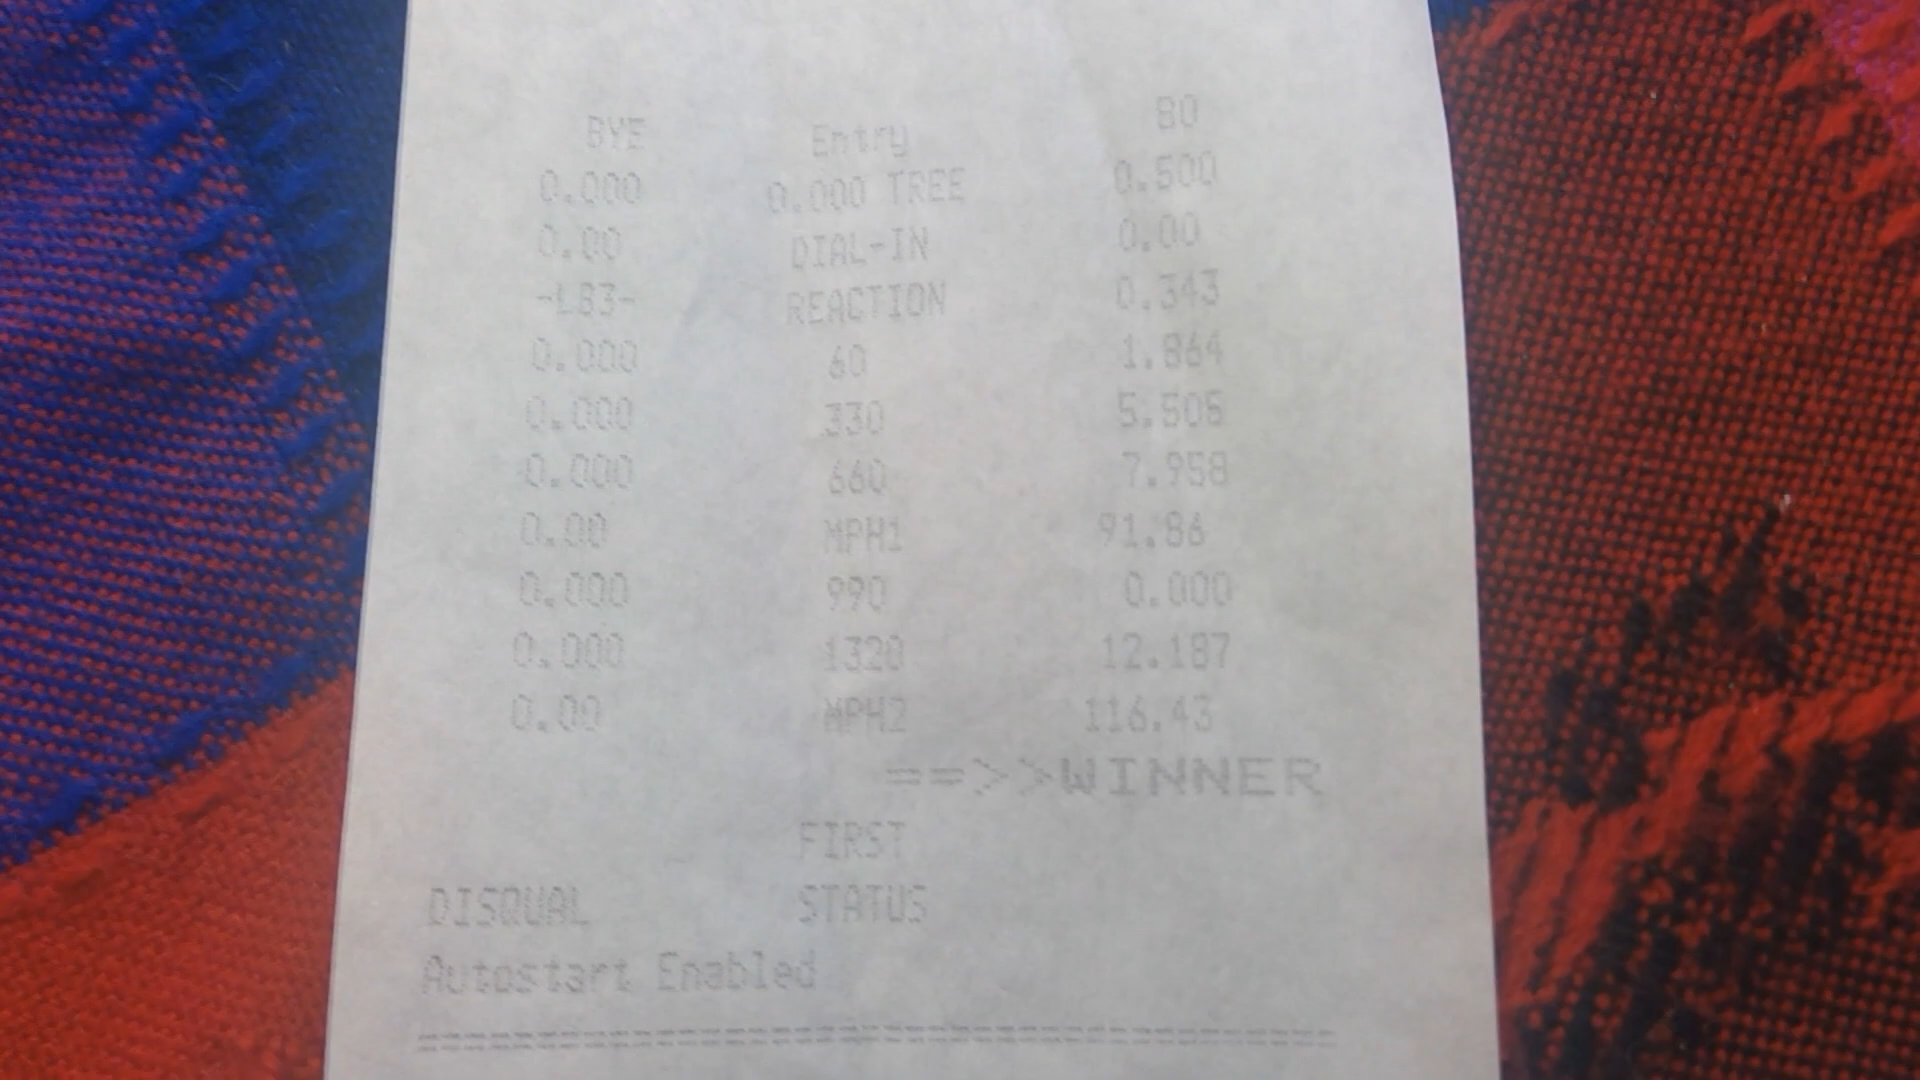 BYE Entry BO
0.000 0.000 TREE 0.500
0.00 DIAL-IN 0.00
-LB3- REACTION 0.343
0.000 60 1.864
0.000 330 5.505
0.000 660 7.958
0.00 MPH1 91.86
0.000 990 0.000
0.000 1320 12.187
0.00 MPH2 116.43
==>>WINNER
FIRST
DISQUAL STATUS
Autostart Enabled